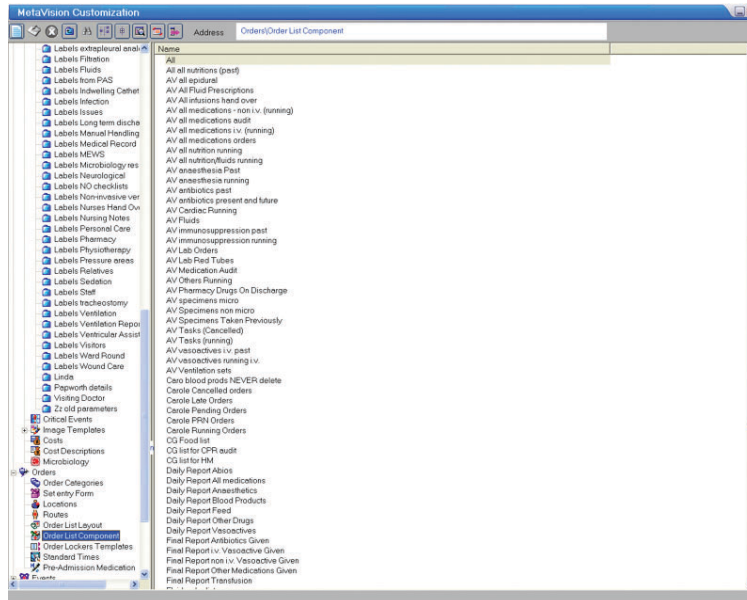 MetaVision Customization
Address Orders\Order List Component
Labels extrapleural anal
Labels Filtration
Labels Fluids
Labels from PAS
Labels Indwelling Cathet
Labels Infection
Labels Issues
Labels Long term discha
Labels Manual Handling
Labels Medical Record
Labels MEWS
Labels Microbiology res
Labels Neurological
Labels NO checklists
Labels Non-invasive ver
Labels Nurses Hand Ov
Labels Nursing Notes
Labels Personal Care
Labels Pharmacy
Labels Physiotherapy
Labels Pressure areas
Labels Relatives
Labels Sedation
Labels Staff
Labels tracheostomy
Labels Ventilation
Labels Ventilation Repor
Labels Ventricular Assist
Labels Visitors
Labels Ward Round
Labels Wound Care
Linda
Papworth details
Visiting Doctor
Zz old parameters
Critical Events
Image Templates
Costs
Cost Descriptions
Microbiology
Orders
Order Categories
Set entry Form
Locations
Routes
Order List Layout
Order List Component
Order Lockers Templates
Standard Times
Pre-Admission Medication
Events
Name
All
All all nutritions (past)
AV all epidural
AV All Fluid Prescriptions
AV All infusions hand over
AV all medications - non i.v. (running)
AV all medications audit
AV all medications i.v. (running)
AV all medications orders
AV all nutrition running
AV all nutrition/fluids running
AV anaesthesia Past
AV anaesthesia running
AV antibiotics past
AV antibiotics present and future
AV Cardiac Running
AV Fluids
AV immunosuppression past
AV immunosuppression running
AV Lab Orders
AV Lab Red Tubes
AV Medication Audit
AV Others Running
AV Pharmacy Drugs On Discharge
AV specimens micro
AV Specimens non micro
AV Specimens Taken Previously
AV Tasks (Cancelled)
AV Tasks (running)
AV vasoactives i.v. past
AV vasoactives running i.v.
AV Ventilation sets
Caro blood prods NEVER delete
Carole Cancelled orders
Carole Late Orders
Carole Pending Orders
Carole PRN Orders
Carole Running Orders
CG Food list
CG list for CPR audit
CG list for HM
Daily Report Abios
Daily Report All medications
Daily Report Anaesthetics
Daily Report Blood Products
Daily Report Feed
Daily Report Other Drugs
Daily Report Vasoactives
Final Report Antibiotics Given
Final Report i.v. Vasoactive Given
Final Report non i.v. Vasoactive Given
Final Report Other Medications Given
Final Report Transfusion